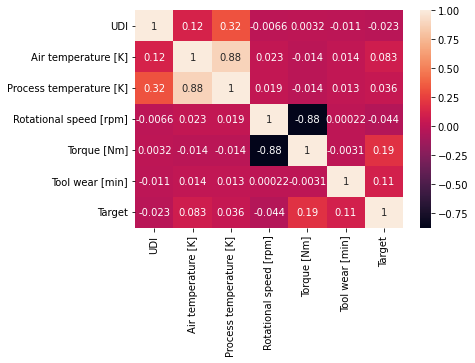 UDI 1 0.12 0.32 -0.0066 0.0032 -0.011 -0.023
Air temperature [K] 0.12 1 0.88 0.023 -0.014 0.014 0.083
Process temperature [K] 0.32 0.88 1 0.019 -0.014 0.013 0.036
Rotational speed [rpm] -0.0066 0.023 0.019 1 -0.88 0.00022 -0.044
Torque [Nm] 0.0032 -0.014 -0.014 -0.88 1 -0.0031 0.19
Tool wear [min] -0.011 0.014 0.013 0.00022 -0.0031 1 0.11
Target -0.023 0.083 0.036 -0.044 0.19 0.11 1
UDI
Air temperature [K]
Process temperature [K]
Rotational speed [rpm]
Torque [Nm]
Tool wear [min]
Target
1.00
0.75
0.50
0.25
0.00
-0.25
-0.50
-0.75